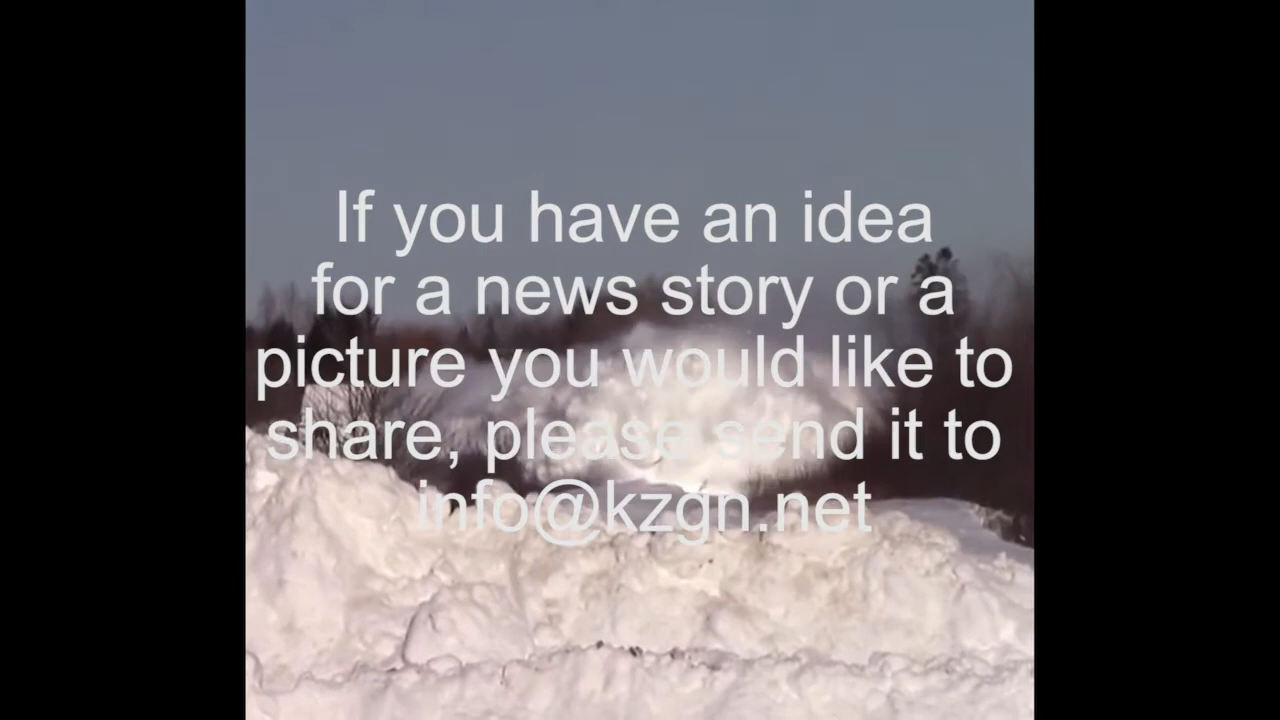 If you have an idea
for a news story or a
picture you would like to
share, please send it to
info@kzgn.net